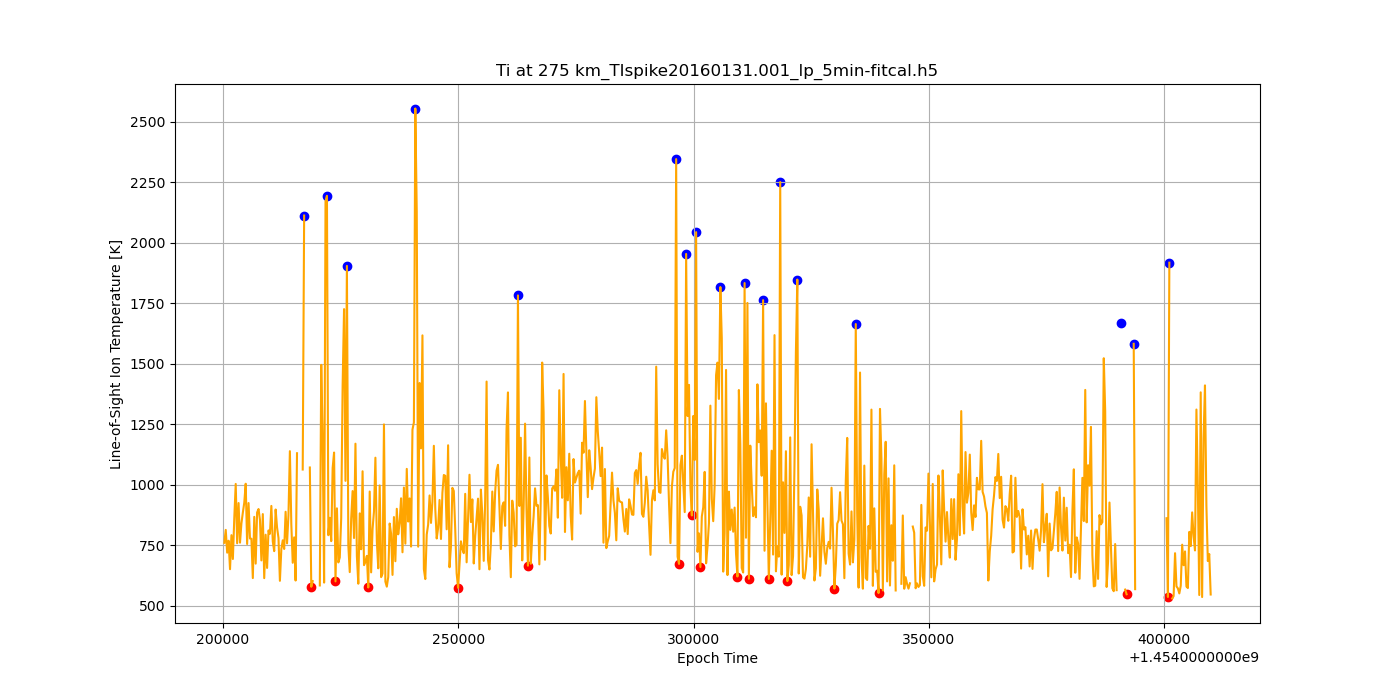 Ti at 275 km_TIspike20160131.001_lp_5min-fitcal.h5
Line-of-Sight Ion Temperature [K]
2500
2250
2000
1750
1500
1250
1000
750
500
200000 250000 300000 350000 400000
Epoch Time
+1.4540000000e9